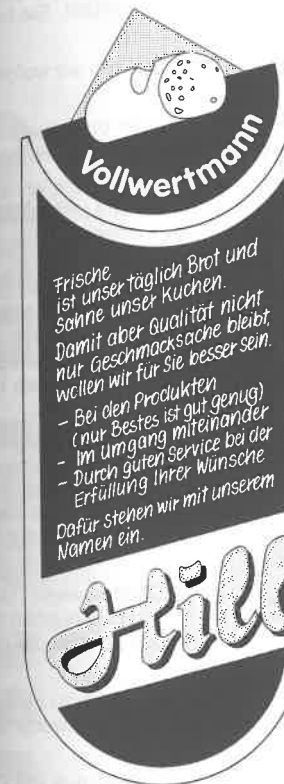 Vollwertmann
Frische
ist unser täglich Brot und
Sahne unser Kuchen.
Damit aber Qualität nicht
nur Geschmacksache bleibt,
wollen wir für Sie besser sein.
- Bei den Produkten
(nur Bestes ist gut genug)
- Im Umgang miteinander
- Durch guten Service bei der
Erfüllung Ihrer Wünsche
Dafür stehen wir mit unserem
Namen ein.